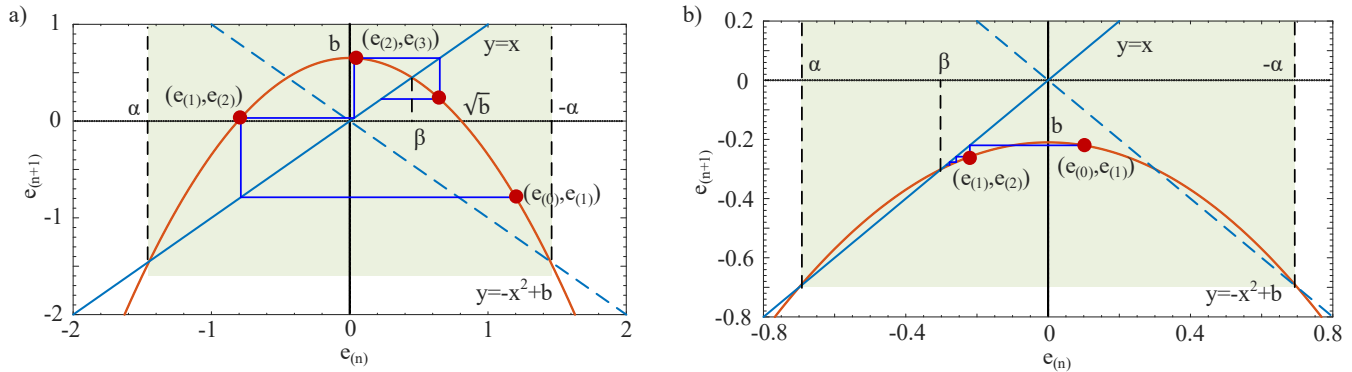 a)
1
b
(e(2),e(3))
y=x
α
(e(1),e(2))
√b
-α
0
β
e(n+1)
-1
(e(0),e(1))
y=-x²+b
-2
-2
-1
0
1
2
e(n)
b)
0.2
y=x
0
α
β
-α
b
-0.2
(e(1),e(2))
(e(0),e(1))
e(n+1)
-0.4
-0.6
y=-x²+b
-0.8
-0.8
-0.4
0
0.4
0.8
e(n)